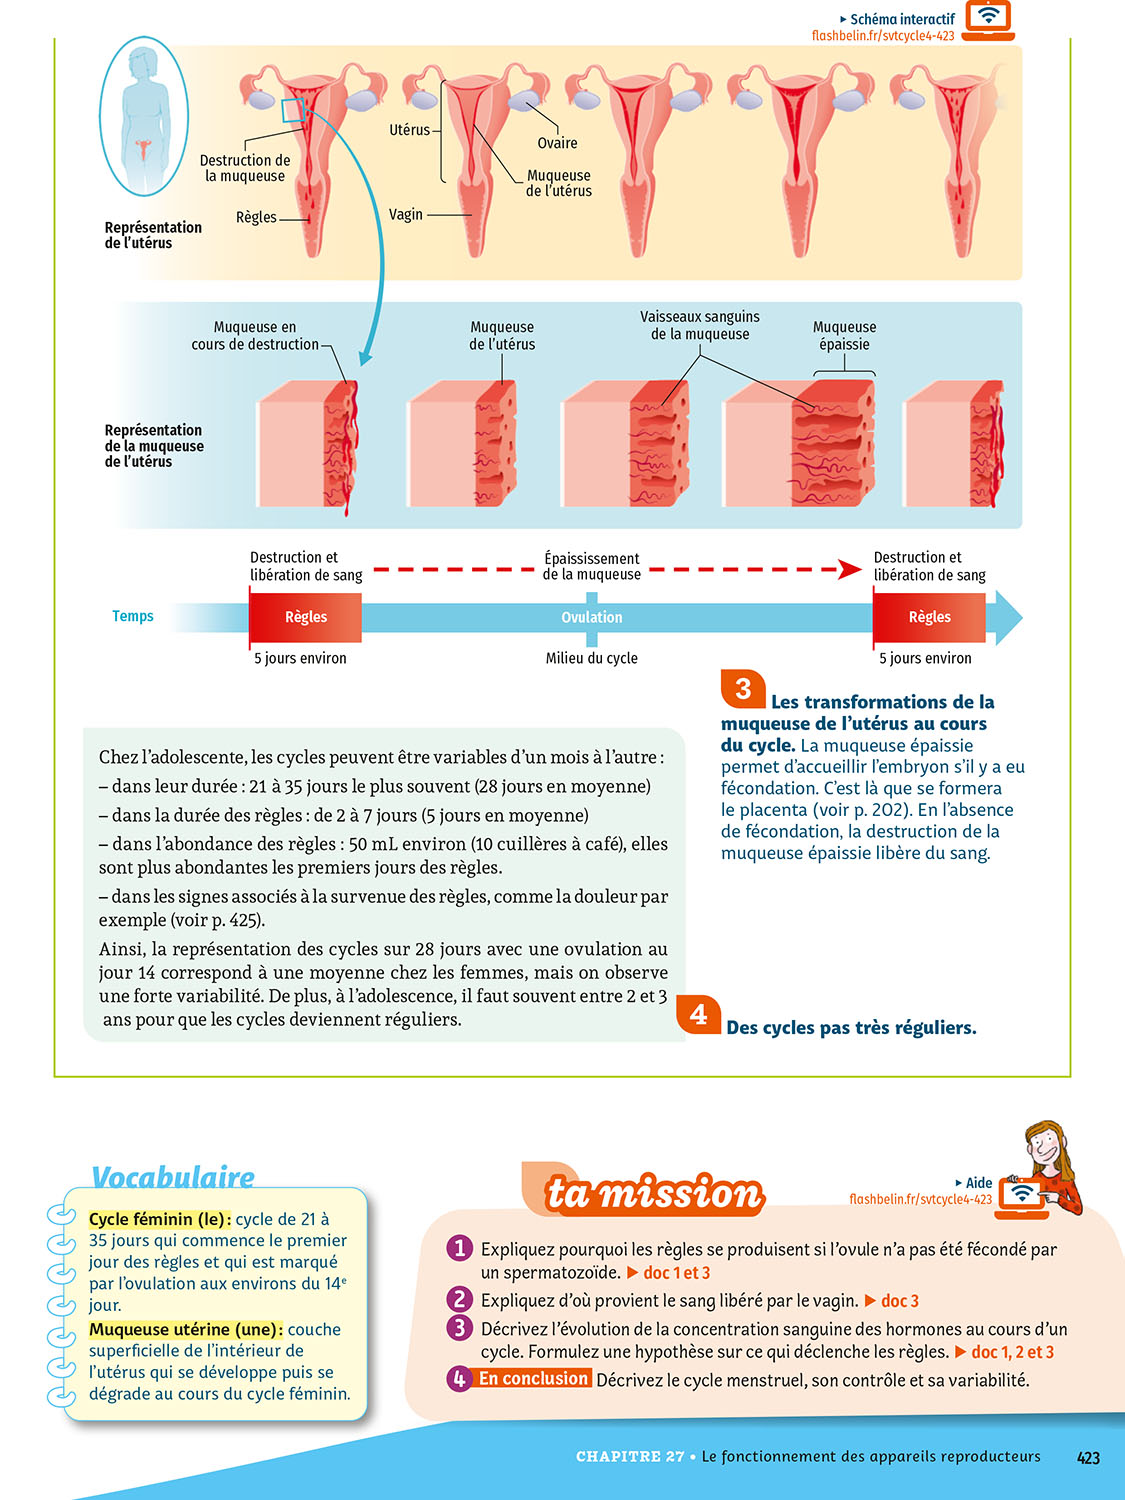 ▸ Schéma interactif
flashbelin.fr/svtcycle4-423
Utérus
Ovaire
Destruction de
la muqueuse
Muqueuse
de l'utérus
Règles
Vagin
Représentation
de l'utérus
Muqueuse en
cours de destruction
Muqueuse
de l'utérus
Vaisseaux sanguins
de la muqueuse
Muqueuse
épaissie
Représentation
de la muqueuse
de l'utérus
Destruction et
libération de sang
Épaississement
de la muqueuse
Destruction et
libération de sang
Temps
Règles
Ovulation
Règles
5 jours environ
Milieu du cycle
5 jours environ
3 Les transformations de la
muqueuse de l'utérus au cours
du cycle. La muqueuse épaissie
permet d'accueillir l'embryon s'il y a eu
fécondation. C'est là que se formera
le placenta (voir p. 202). En l'absence
de fécondation, la destruction de la
muqueuse épaissie libère du sang.
Chez l'adolescente, les cycles peuvent être variables d'un mois à l'autre :
– dans leur durée : 21 à 35 jours le plus souvent (28 jours en moyenne)
– dans la durée des règles : de 2 à 7 jours (5 jours en moyenne)
– dans l'abondance des règles : 50 mL environ (10 cuillères à café), elles
sont plus abondantes les premiers jours des règles.
– dans les signes associés à la survenue des règles, comme la douleur par
exemple (voir p. 425).
Ainsi, la représentation des cycles sur 28 jours avec une ovulation au
jour 14 correspond à une moyenne chez les femmes, mais on observe
une forte variabilité. De plus, à l'adolescence, il faut souvent entre 2 et 3
ans pour que les cycles deviennent réguliers.
4 Des cycles pas très réguliers.
Vocabulaire
Cycle féminin (le) : cycle de 21 à
35 jours qui commence le premier
jour des règles et qui est marqué
par l'ovulation aux environs du 14e
jour.
Muqueuse utérine (une) : couche
superficielle de l'intérieur de
l'utérus qui se développe puis se
dégrade au cours du cycle féminin.
ta mission
▸ Aide
flashbelin.fr/svtcycle4-423
1 Expliquez pourquoi les règles se produisent si l'ovule n'a pas été fécondé par
un spermatozoïde. ▶ doc 1 et 3
2 Expliquez d'où provient le sang libéré par le vagin. ▶ doc 3
3 Décrivez l'évolution de la concentration sanguine des hormones au cours d'un
cycle. Formulez une hypothèse sur ce qui déclenche les règles. ▶ doc 1, 2 et 3
4 En conclusion Décrivez le cycle menstruel, son contrôle et sa variabilité.
CHAPITRE 27 • Le fonctionnement des appareils reproducteurs 423